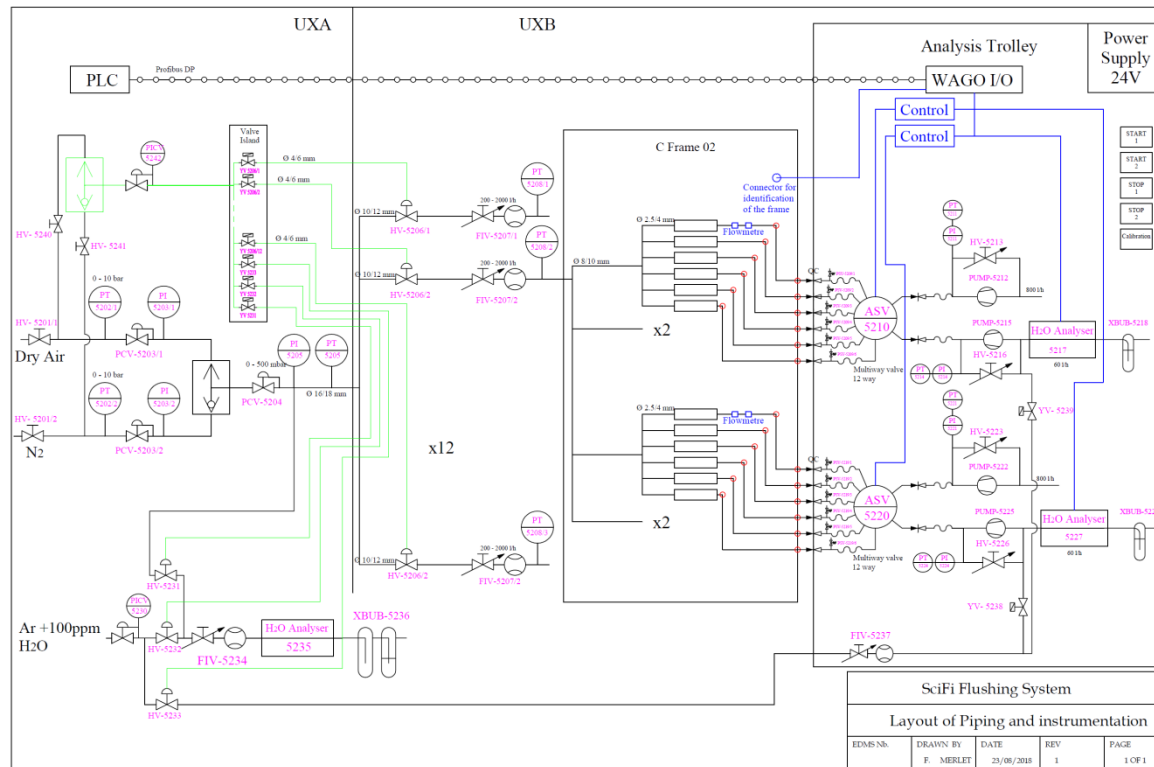 UXA
UXB
Analysis Trolley
Power
Supply
24V
PLC
Profibus DP
WAGO I/O
Control
Control
Valve
Island
PICV
5242
Ø 4/6 mm
Ø 4/6 mm
Ø 4/6 mm
HV- 5240
HV- 5241
C Frame 02
Connector for
identification
of the frame
START
1
START
2
STOP
1
STOP
2
Calibration
PT
5208/1
PT
5208/2
200 - 2000 l/h
200 - 2000 l/h
Ø 10/12 mm
Ø 10/12 mm
HV-5206/1
FIV-5207/1
HV-5206/2
FIV-5207/2
Ø 2.5/4 mm
Flowmetre
Ø 8/10 mm
x2
QC
ASV
5210
Multiway valve
12 way
HV-5213
PUMP-5212
800 l/h
PUMP-5215
HV-5216
H2O Analyser
5217
60 l/h
XBUB-5218
PT
PI
YV- 5239
0 - 10 bar
PT
5202/1
PI
5203/1
HV- 5201/1
Dry Air
PCV-5203/1
0 - 10 bar
PT
5202/2
PI
5203/2
HV- 5201/2
N2
PCV-5203/2
PI
5205
PT
5205
0 - 500 mbar
PCV-5204
Ø 16/18 mm
x12
Ø 2.5/4 mm
Flowmetre
x2
QC
ASV
5220
Multiway valve
12 way
HV-5223
PUMP-5222
800 l/h
PUMP-5225
HV-5226
H2O Analyser
5227
60 l/h
PT
PI
YV- 5238
PT
5208/3
200 - 2000 l/h
Ø 10/12 mm
HV-5206/2
FIV-5207/2
HV-5231
PICV
5230
Ar +100ppm
H2O
HV-5232
FIV-5234
H2O Analyser
5235
XBUB-5236
HV-5233
FIV-5237
SciFi Flushing System
Layout of Piping and instrumentation
EDMS Nb.
DRAWN BY
DATE
REV
PAGE
F. MERLET
23/08/2018
1
1 OF 1